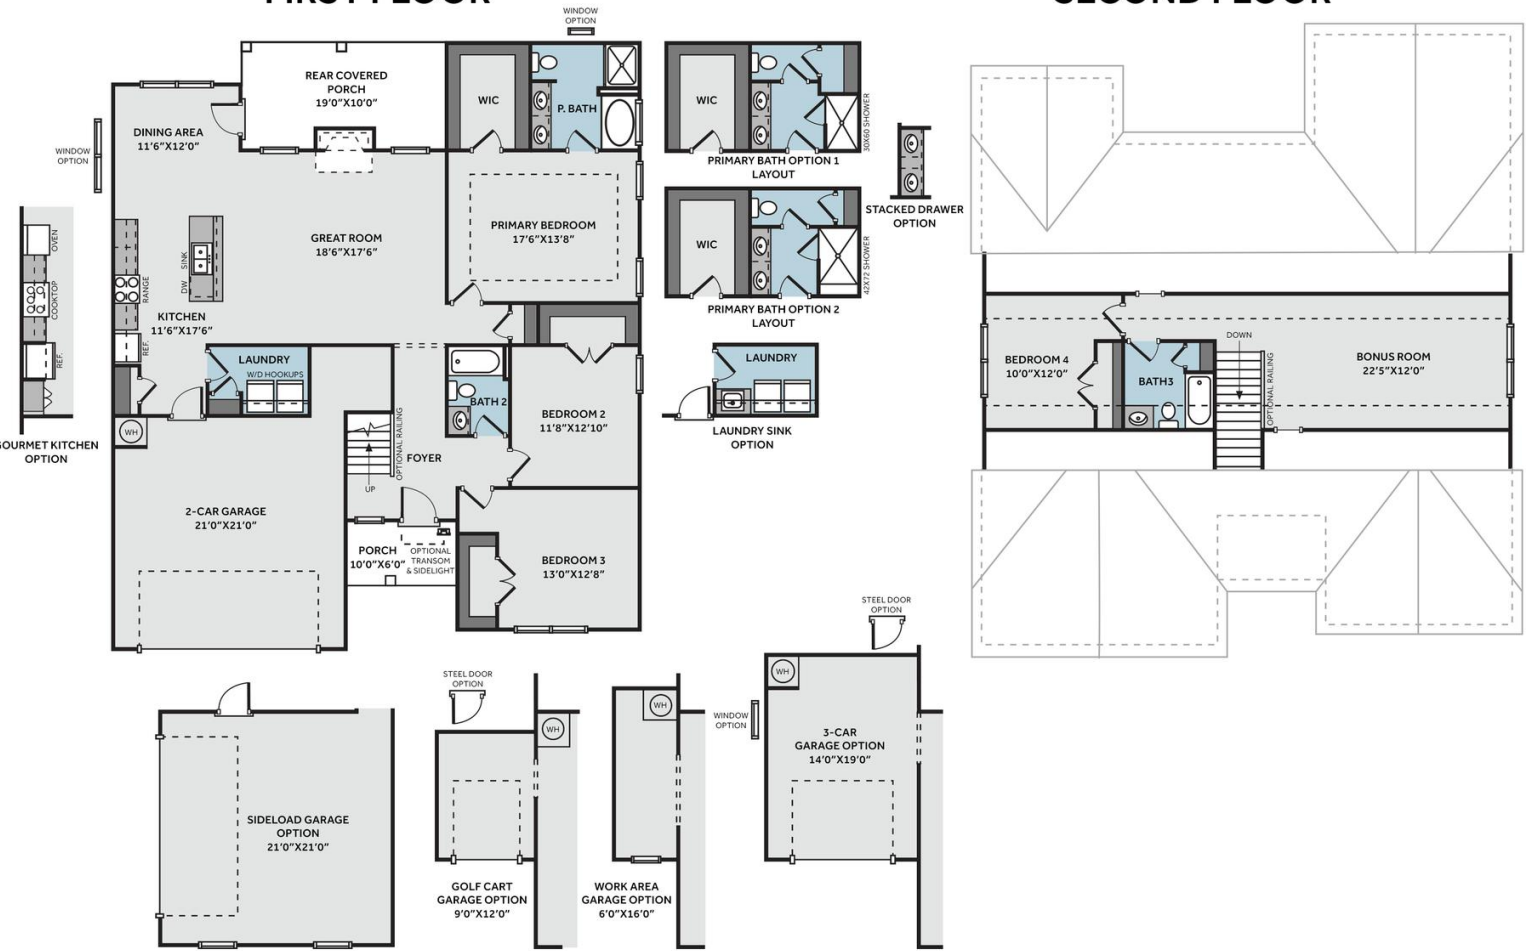 FIRST FLOOR
SECOND FLOOR
WINDOW
OPTION
REAR COVERED
PORCH
19'0"X10'0"
WIC
P. BATH
DINING AREA
11'6"X12'0"
WINDOW
OPTION
GREAT ROOM
18'6"X17'6"
PRIMARY BEDROOM
17'6"X13'8"
SINK
DW
RANGE
REF.
KITCHEN
11'6"X17'6"
LAUNDRY
W/D HOOKUPS
WH
BATH 2
BEDROOM 2
11'8"X12'10"
OPTIONAL RAILING
FOYER
UP
2-CAR GARAGE
21'0"X21'0"
PORCH
10'0"X6'0"
OPTIONAL
TRANSOM
& SIDELIGHT
BEDROOM 3
13'0"X12'8"
OVEN
COOKTOP
REF.
GOURMET KITCHEN
OPTION
WIC
30X60 SHOWER
PRIMARY BATH OPTION 1
LAYOUT
WIC
42X72 SHOWER
PRIMARY BATH OPTION 2
LAYOUT
STACKED DRAWER
OPTION
LAUNDRY
LAUNDRY SINK
OPTION
BEDROOM 4
10'0"X12'0"
BATH3
DOWN
OPTIONAL RAILING
BONUS ROOM
22'5"X12'0"
SIDELOAD GARAGE
OPTION
21'0"X21'0"
STEEL DOOR
OPTION
WH
GOLF CART
GARAGE OPTION
9'0"X12'0"
WH
WORK AREA
GARAGE OPTION
6'0"X16'0"
STEEL DOOR
OPTION
WH
WINDOW
OPTION
3-CAR
GARAGE OPTION
14'0"X19'0"